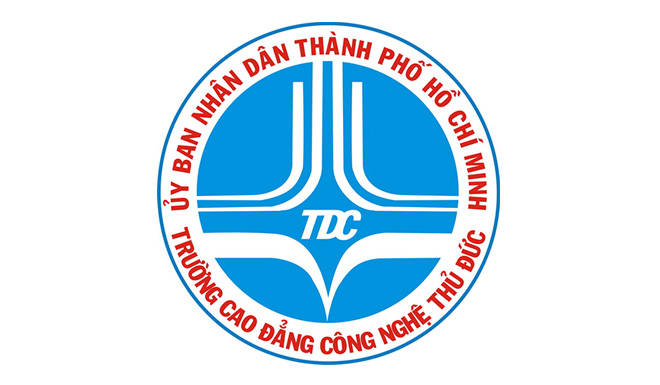 ỦY BAN NHÂN DÂN THÀNH PHỐ HỒ CHÍ MINH
TDC
TRƯỜNG CAO ĐẲNG CÔNG NGHỆ THỦ ĐỨC